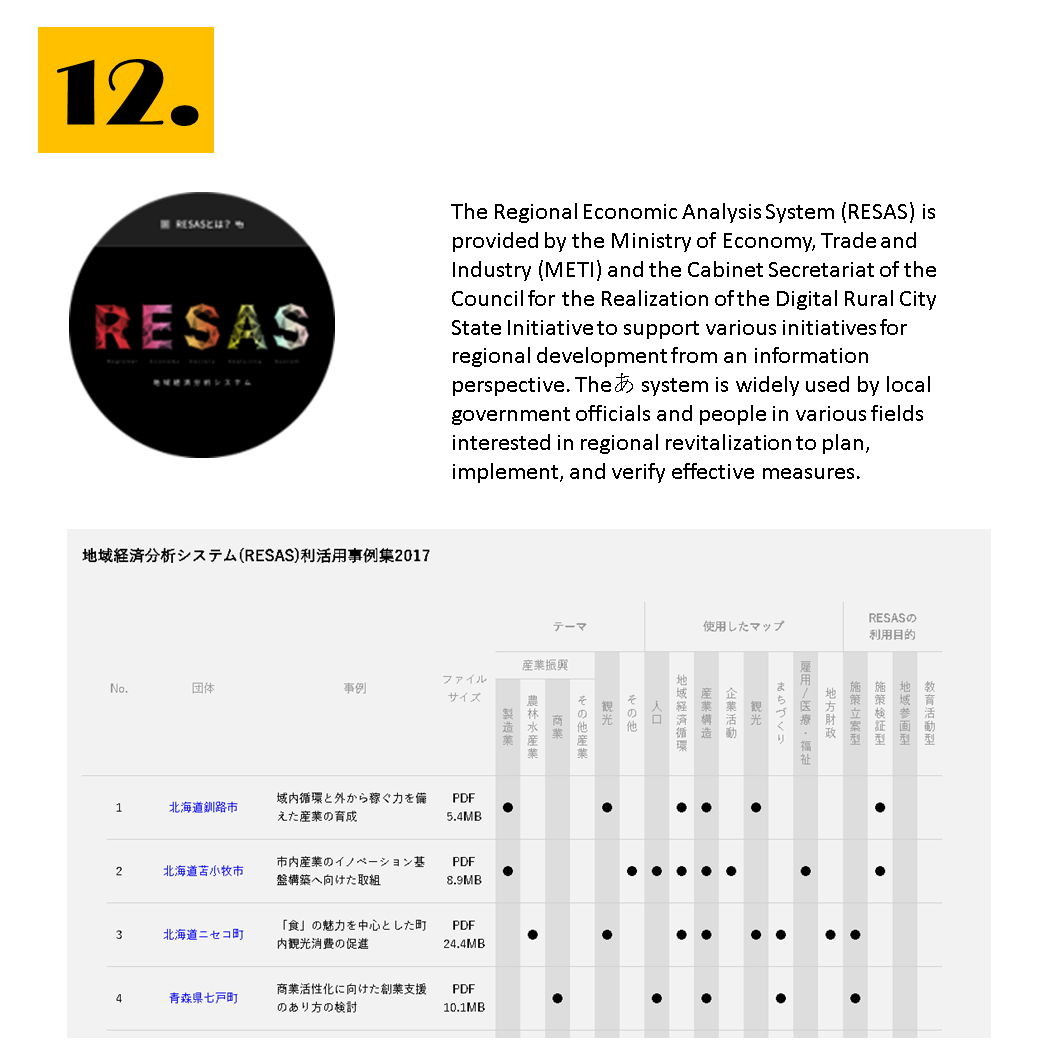 12.
RESASとは？
RESAS
地域経済分析システム
The Regional Economic Analysis System (RESAS) is
provided by the Ministry of Economy, Trade and
Industry (METI) and the Cabinet Secretariat of the
Council for the Realization of the Digital Rural City
State Initiative to support various initiatives for
regional development from an information
perspective. Theあ system is widely used by local
government officials and people in various fields
interested in regional revitalization to plan,
implement, and verify effective measures.
地域経済分析システム(RESAS)利活用事例集2017
テーマ 使用したマップ RESASの
利用目的
産業振興
No. 団体 事例 ファイル
サイズ
製造業 農林水産業 商業 その他産業 観光 その他 人口 地域経済循環 産業構造 企業活動 観光 まちづくり 雇用/医療・福祉 地方財政 施策立案型 施策検証型 地域参画型 教育活動型
1 北海道釧路市 域内循環と外から稼ぐ力を備 PDF
えた産業の育成 5.4MB
● ● ● ● ● ●
2 北海道苫小牧市 市内産業のイノベーション基 PDF
盤構築へ向けた取組 8.9MB
● ● ● ● ● ● ● ●
3 北海道ニセコ町 「食」の魅力を中心とした町 PDF
内観光消費の促進 24.4MB
● ● ● ● ● ● ● ●
4 青森県七戸町 商業活性化に向けた創業支援 PDF
のあり方の検討 10.1MB
● ● ● ● ●